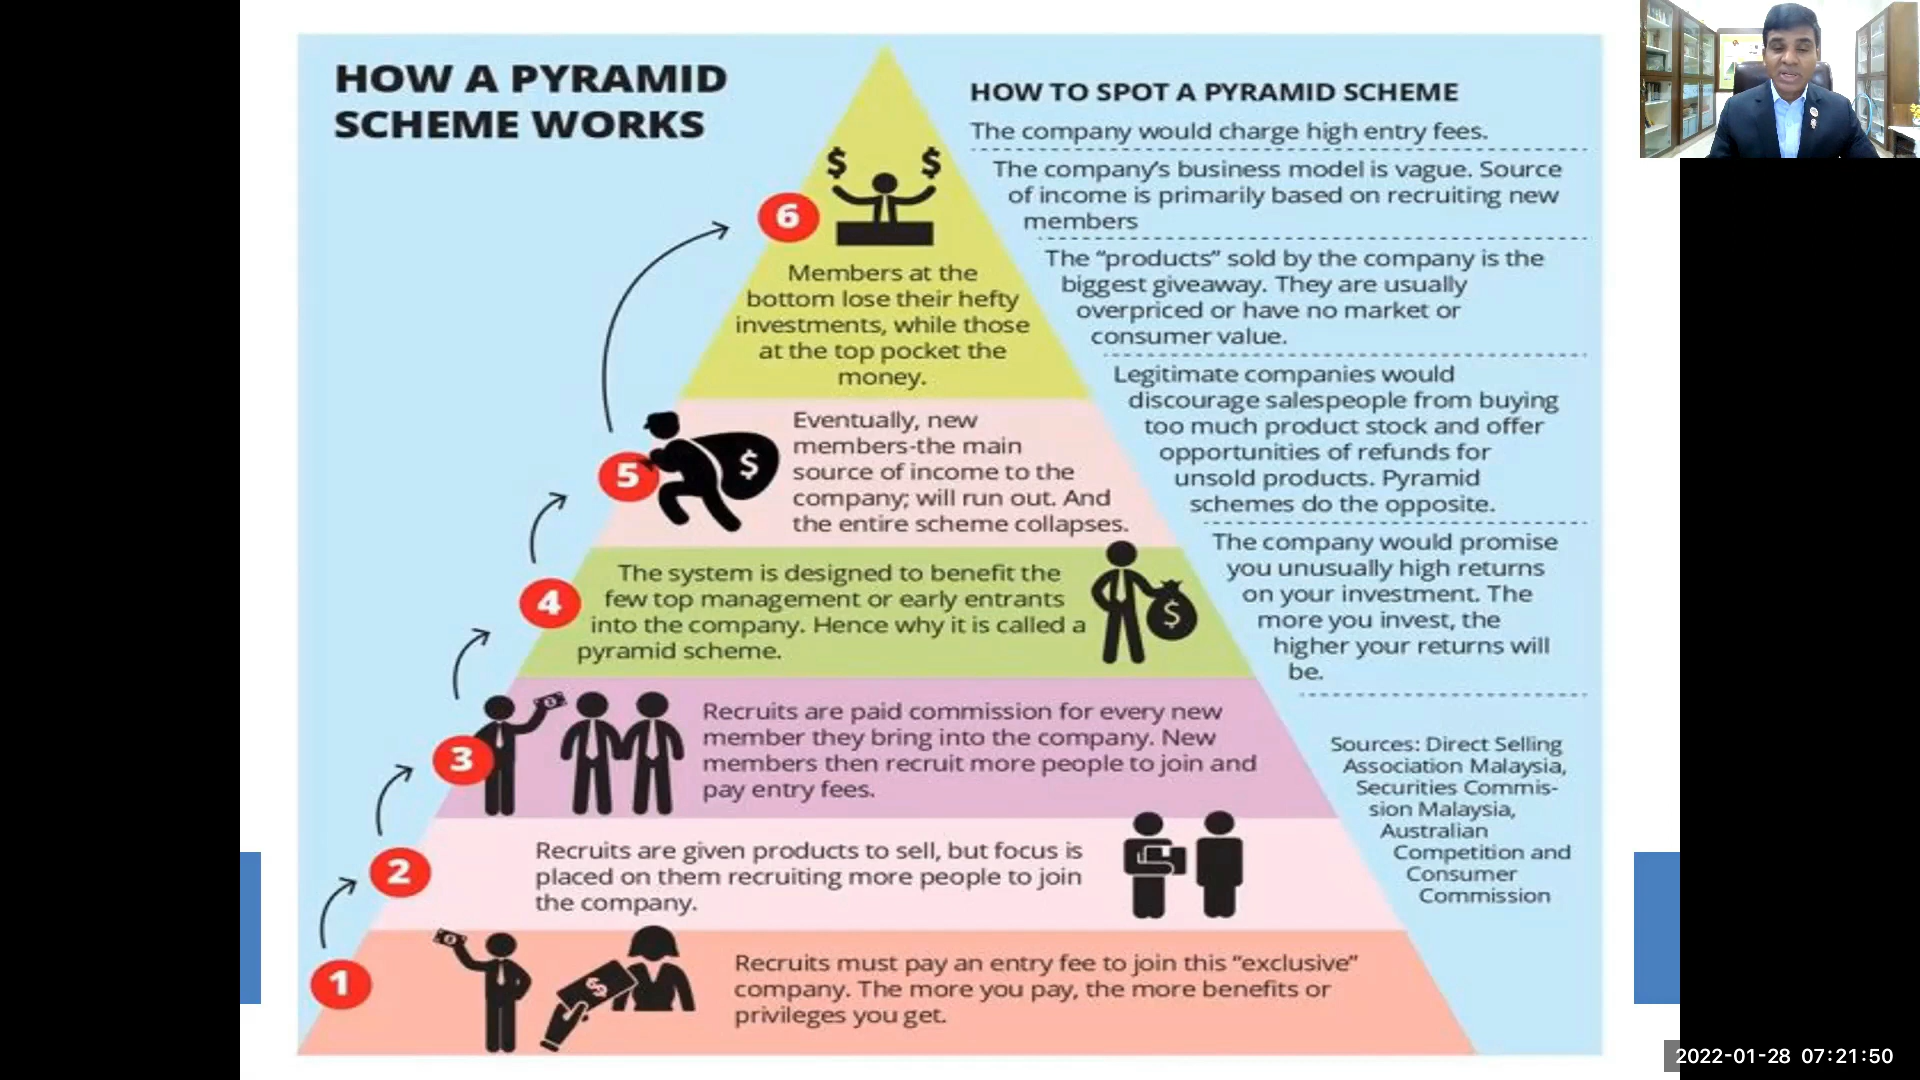 HOW A PYRAMID
SCHEME WORKS
6
Members at the
bottom lose their hefty
investments, while those
at the top pocket the
money.
5
Eventually, new
members-the main
source of income to the
company; will run out. And
the entire scheme collapses.
4
The system is designed to benefit the
few top management or early entrants
into the company. Hence why it is called a
pyramid scheme.
3
Recruits are paid commission for every new
member they bring into the company. New
members then recruit more people to join and
pay entry fees.
2
Recruits are given products to sell, but focus is
placed on them recruiting more people to join
the company.
1
Recruits must pay an entry fee to join this “exclusive”
company. The more you pay, the more benefits or
privileges you get.
HOW TO SPOT A PYRAMID SCHEME
The company would charge high entry fees.
The company’s business model is vague. Source
of income is primarily based on recruiting new
members
The “products” sold by the company is the
biggest giveaway. They are usually
overpriced or have no market or
consumer value.
Legitimate companies would
discourage salespeople from buying
too much product stock and offer
opportunities of refunds for
unsold products. Pyramid
schemes do the opposite.
The company would promise
you unusually high returns
on your investment. The
more you invest, the
higher your returns will
be.
Sources: Direct Selling
Association Malaysia,
Securities Commis-
sion Malaysia,
Australian
Competition and
Consumer
Commission
2022-01-28 07:21:50